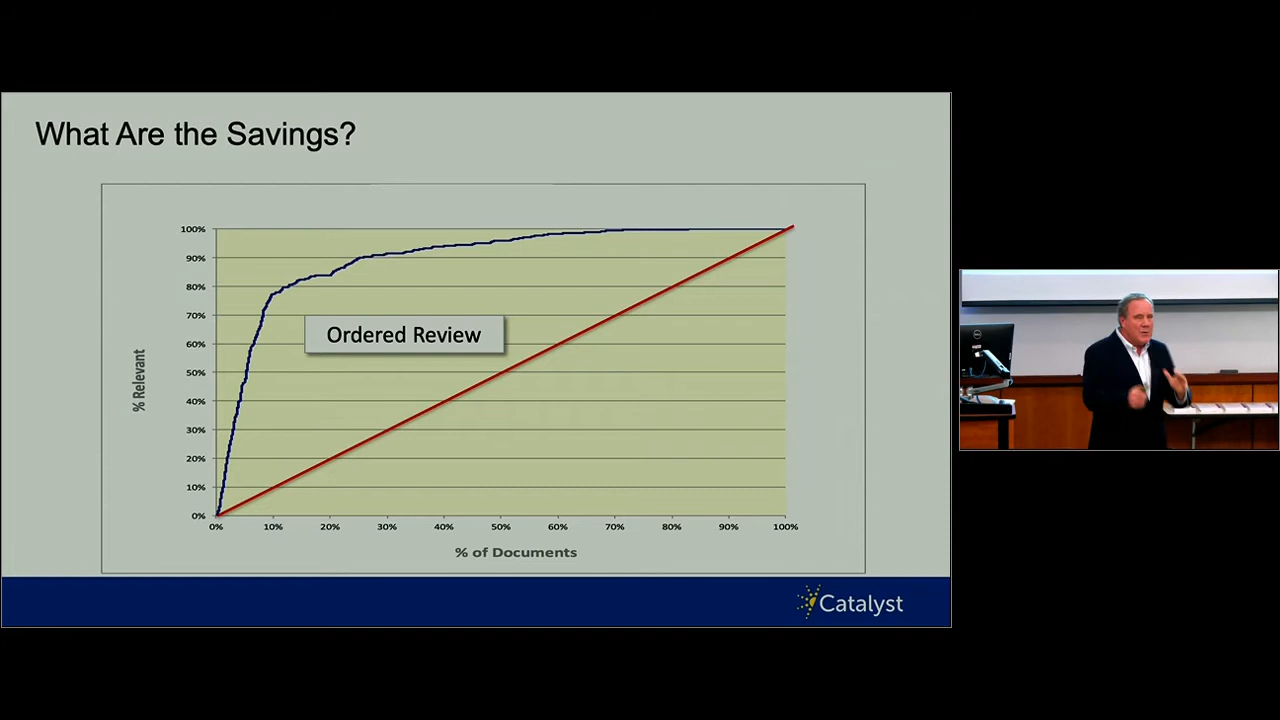 What Are the Savings?
100%
90%
80%
70%
60%
50%
40%
30%
20%
10%
0%
% Relevant
Ordered Review
0% 10% 20% 30% 40% 50% 60% 70% 80% 90% 100%
% of Documents
Catalyst